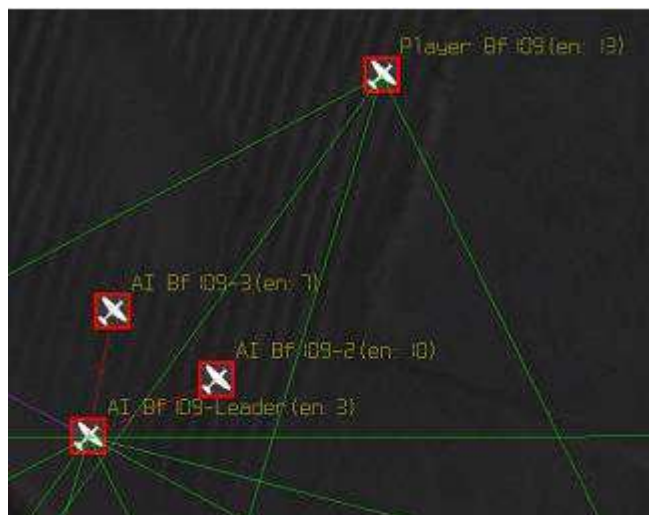 Player Bf 109(en: 13)
AI Bf 109-3(en: 7)
AI Bf 109-2(en: 10)
AI Bf 109-Leader(en: 3)